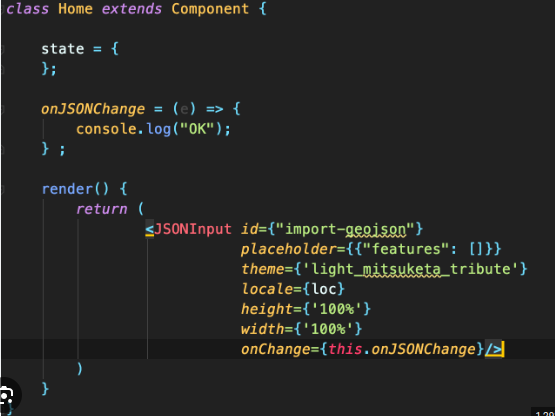 class Home extends Component {
state = {
};
onJSONChange = (e) => {
console.log("OK");
} ;
render() {
return (
<JSONInput id={"import-geojson"}
placeholder={{"features": []}}
theme={'light_mitsuketa_tribute'}
locale={loc}
height={'100%'}
width={'100%'}
onChange={this.onJSONChange}/>
)
}
}